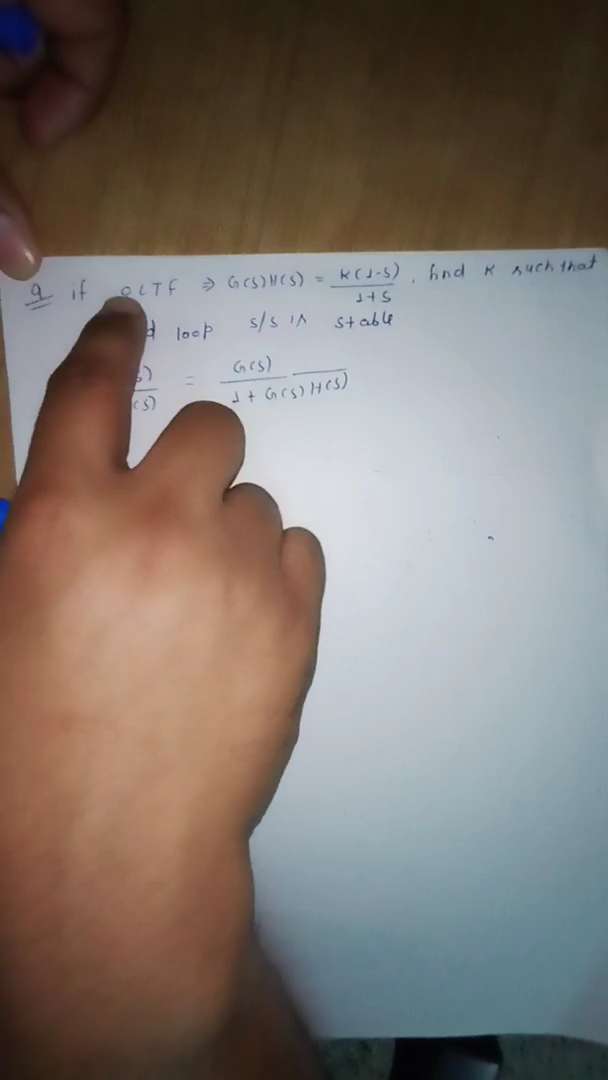 Q if OLTF ⇒ G(s)H(s) = K(1-s)/1+s , find K such that
loop s/s is stable
= G(s)/1 + G(s)H(s)